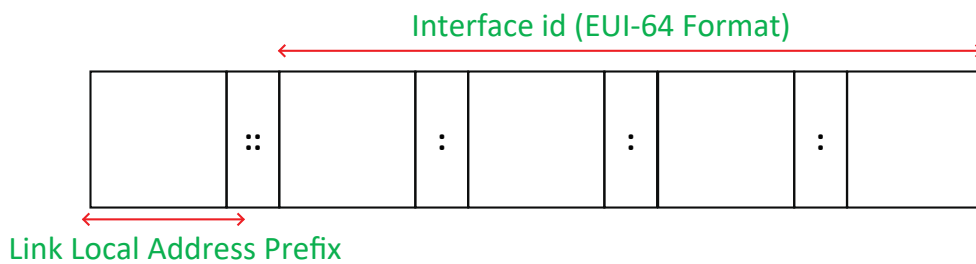 Interface id (EUI-64 Format)
:: : : :
Link Local Address Prefix